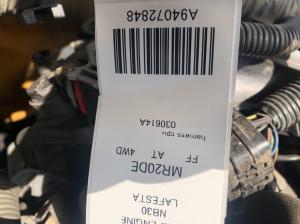 ENGINE
NB30
LAFESTA
MR20DE
FF AT 4WD
harness cpu
030614A
A94072848